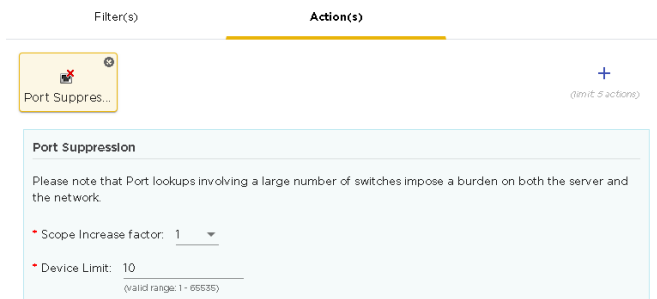 Filter(s)
Action(s)
Port Suppres...
(limit 5 actions)
Port Suppression
Please note that Port lookups involving a large number of switches impose a burden on both the server and
the network.
* Scope Increase factor: 1
* Device Limit: 10
(valid range: 1 - 65535)